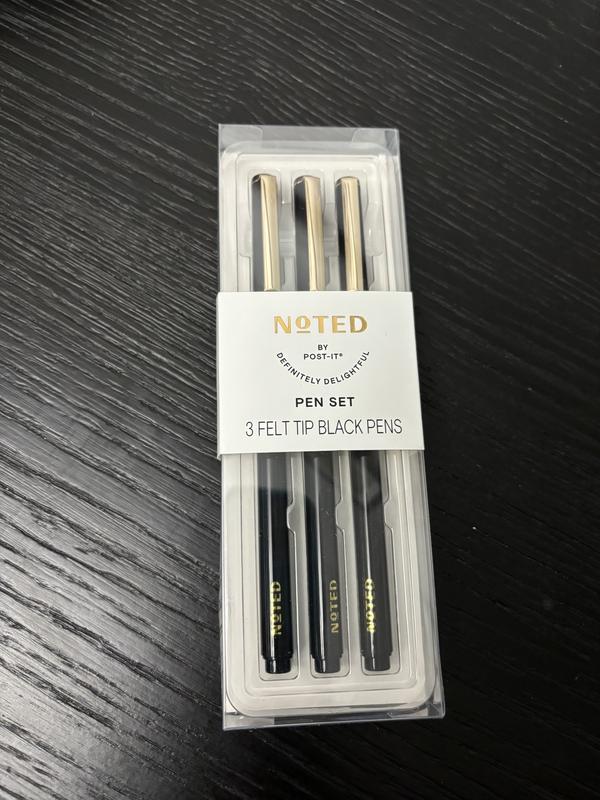 NOTED
BY
POST-IT®
DEFINITELY DELIGHTFUL
PEN SET
3 FELT TIP BLACK PENS
NOTED
NOTED
NOTED